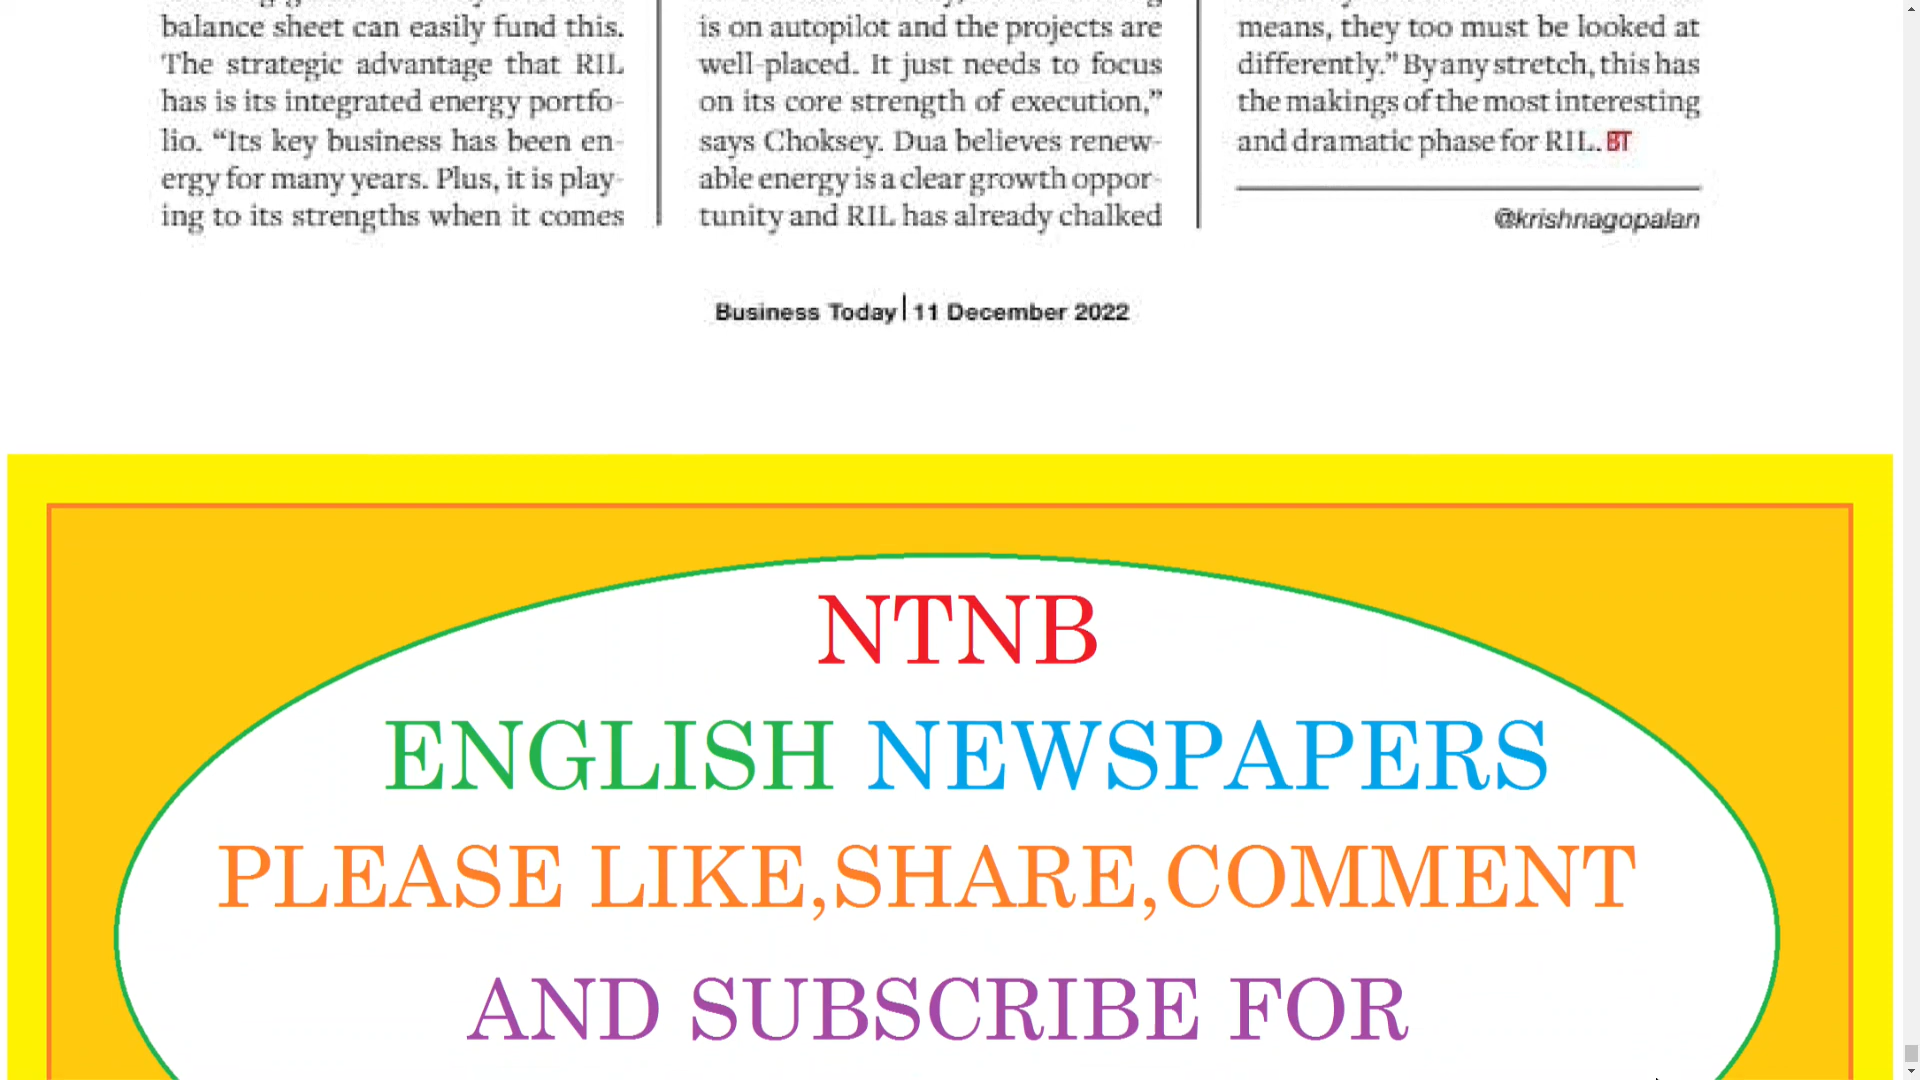 balance sheet can easily fund this.
The strategic advantage that RIL
has is its integrated energy portfo-
lio. “Its key business has been en-
ergy for many years. Plus, it is play-
ing to its strengths when it comes
is on autopilot and the projects are
well-placed. It just needs to focus
on its core strength of execution,”
says Choksey. Dua believes renew-
able energy is a clear growth oppor-
tunity and RIL has already chalked
means, they too must be looked at
differently.” By any stretch, this has
the makings of the most interesting
and dramatic phase for RIL. BT
@krishnagopalan
Business Today | 11 December 2022
NTNB
ENGLISH NEWSPAPERS
PLEASE LIKE,SHARE,COMMENT
AND SUBSCRIBE FOR